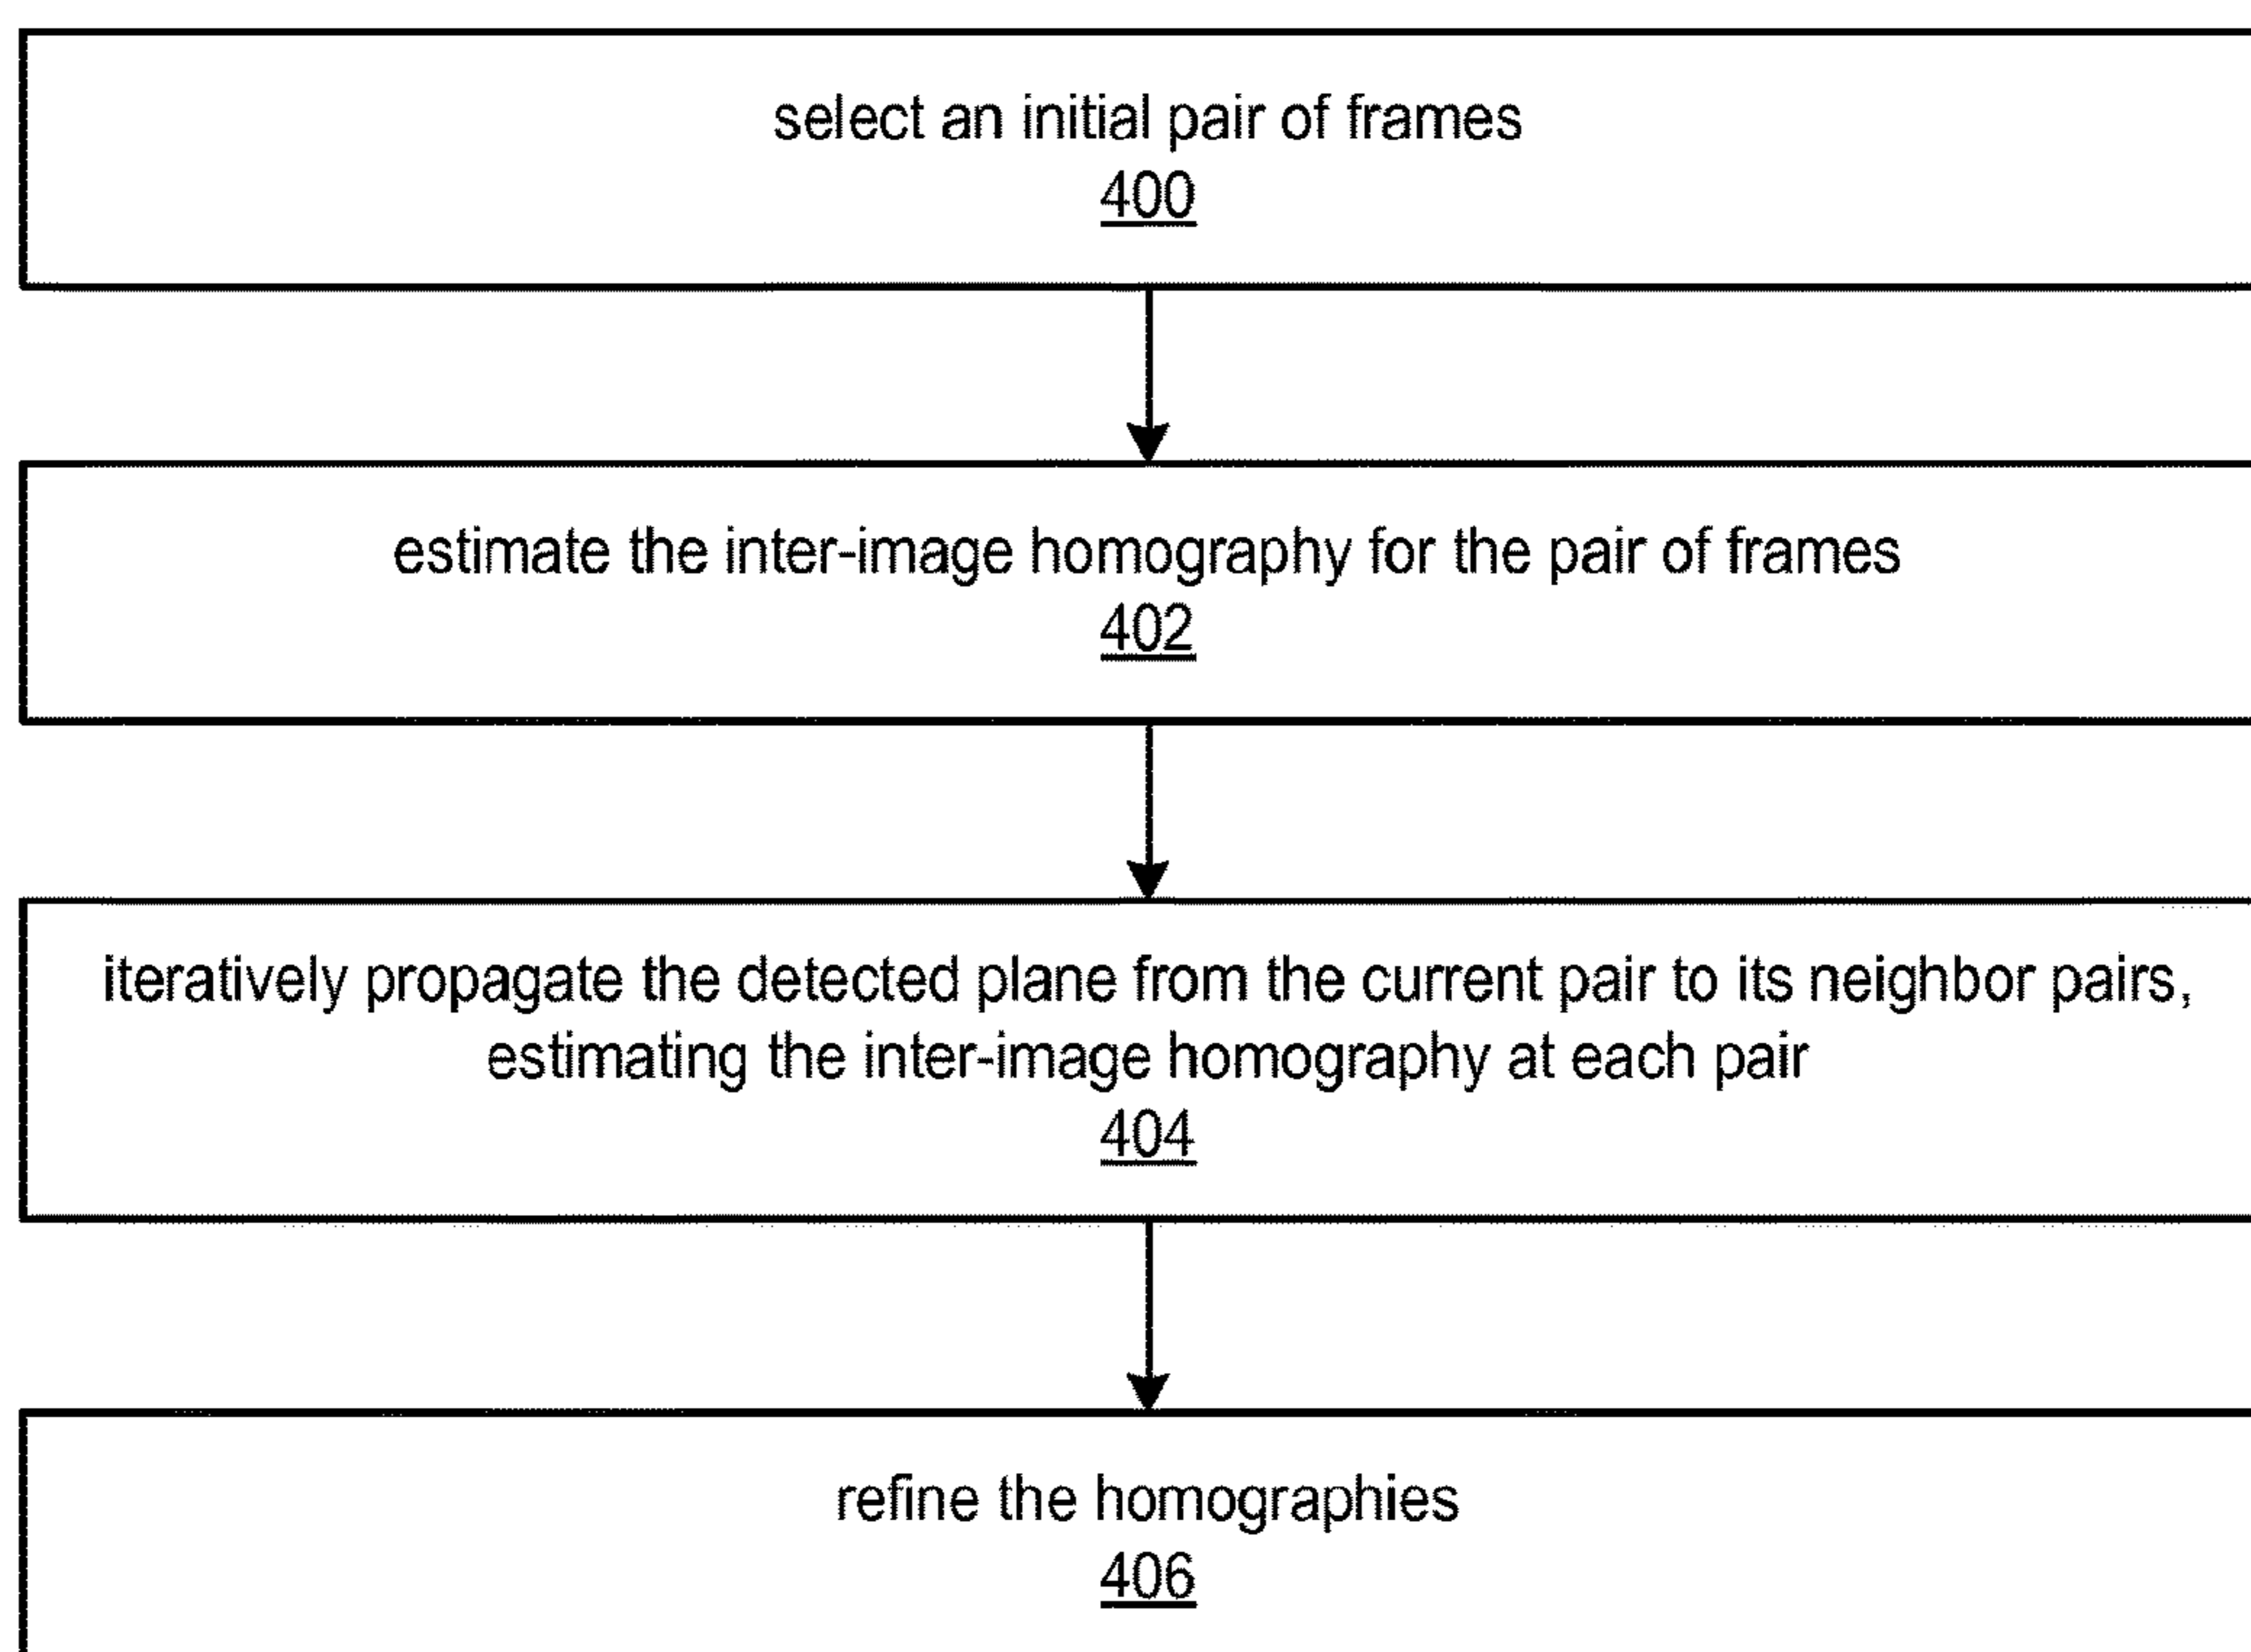 select an initial pair of frames
400
estimate the inter-image homography for the pair of frames
402
iteratively propagate the detected plane from the current pair to its neighbor pairs,
estimating the inter-image homography at each pair
404
refine the homographies
406